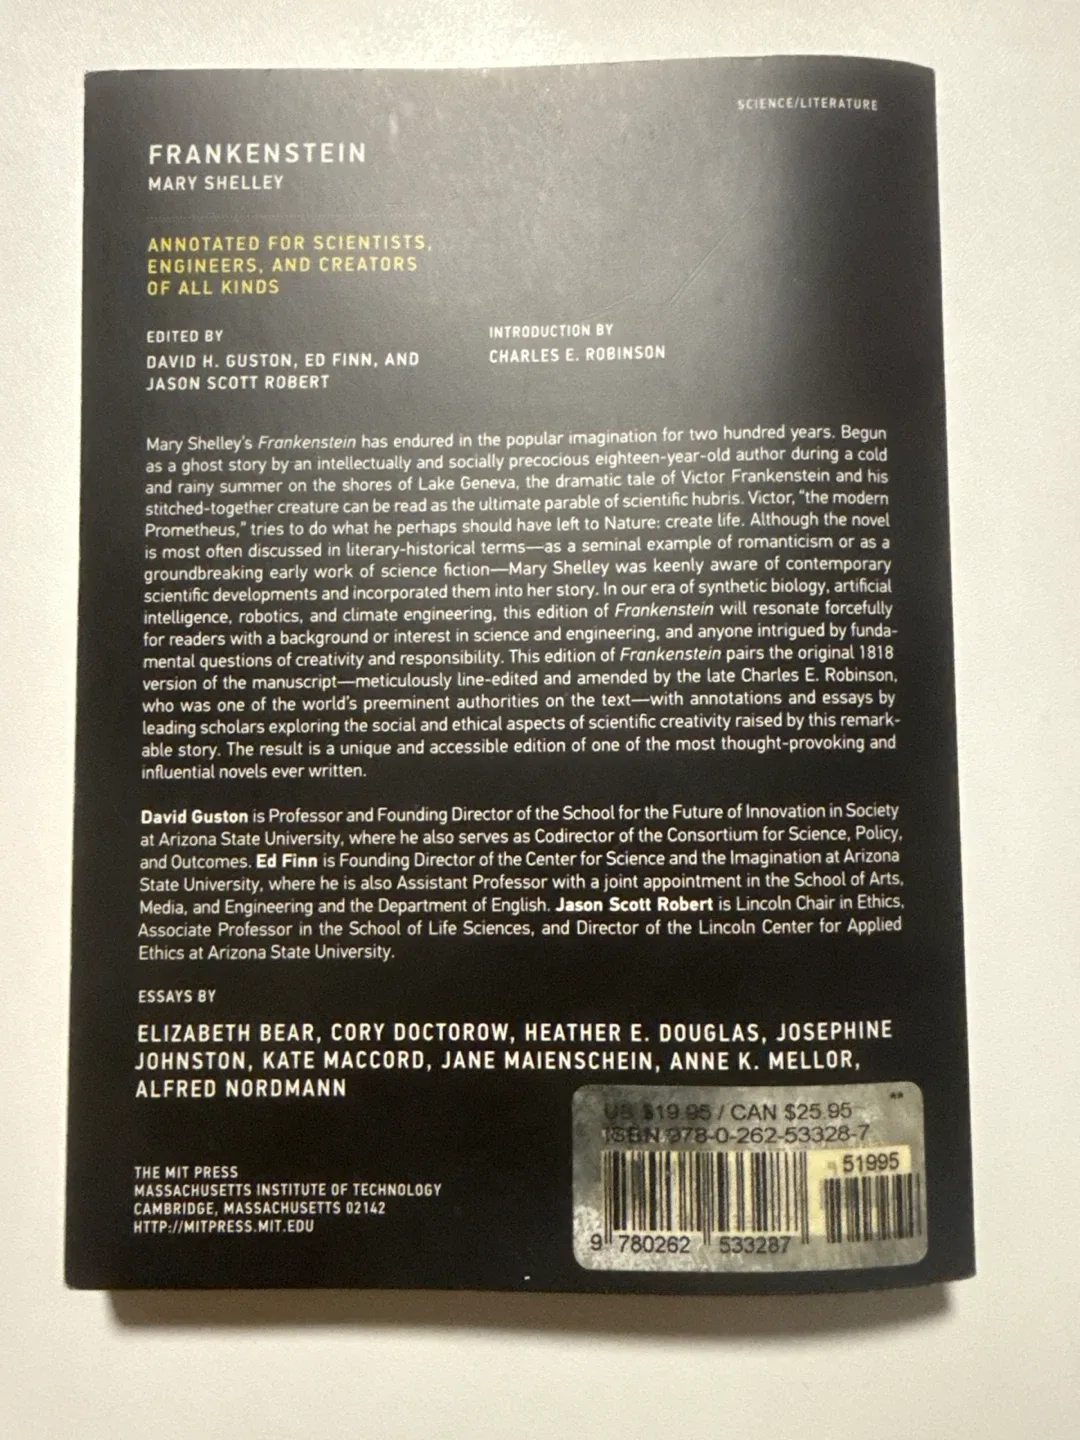 SCIENCE/LITERATURE
FRANKENSTEIN
MARY SHELLEY
ANNOTATED FOR SCIENTISTS,
ENGINEERS, AND CREATORS
OF ALL KINDS
EDITED BY
DAVID H. GUSTON, ED FINN, AND
JASON SCOTT ROBERT
INTRODUCTION BY
CHARLES E. ROBINSON
Mary Shelley's Frankenstein has endured in the popular imagination for two hundred years. Begun
as a ghost story by an intellectually and socially precocious eighteen-year-old author during a cold
and rainy summer on the shores of Lake Geneva, the dramatic tale of Victor Frankenstein and his
stitched-together creature can be read as the ultimate parable of scientific hubris. Victor, "the modern
Prometheus," tries to do what he perhaps should have left to Nature: create life. Although the novel
is most often discussed in literary-historical terms—as a seminal example of romanticism or as a
groundbreaking early work of science fiction—Mary Shelley was keenly aware of contemporary
scientific developments and incorporated them into her story. In our era of synthetic biology, artificial
intelligence, robotics, and climate engineering, this edition of Frankenstein will resonate forcefully
for readers with a background or interest in science and engineering, and anyone intrigued by funda-
mental questions of creativity and responsibility. This edition of Frankenstein pairs the original 1818
version of the manuscript—meticulously line-edited and amended by the late Charles E. Robinson,
who was one of the world's preeminent authorities on the text—with annotations and essays by
leading scholars exploring the social and ethical aspects of scientific creativity raised by this remark-
able story. The result is a unique and accessible edition of one of the most thought-provoking and
influential novels ever written.
David Guston is Professor and Founding Director of the School for the Future of Innovation in Society
at Arizona State University, where he also serves as Codirector of the Consortium for Science, Policy,
and Outcomes. Ed Finn is Founding Director of the Center for Science and the Imagination at Arizona
State University, where he is also Assistant Professor with a joint appointment in the School of Arts,
Media, and Engineering and the Department of English. Jason Scott Robert is Lincoln Chair in Ethics,
Associate Professor in the School of Life Sciences, and Director of the Lincoln Center for Applied
Ethics at Arizona State University.
ESSAYS BY
ELIZABETH BEAR, CORY DOCTOROW, HEATHER E. DOUGLAS, JOSEPHINE
JOHNSTON, KATE MACCORD, JANE MAIENSCHEIN, ANNE K. MELLOR,
ALFRED NORDMANN
THE MIT PRESS
MASSACHUSETTS INSTITUTE OF TECHNOLOGY
CAMBRIDGE, MASSACHUSETTS 02142
HTTP://MITPRESS.MIT.EDU
**
US $19.95 / CAN $25.95
ISBN 978-0-262-53328-7
51995
9 780262 533287